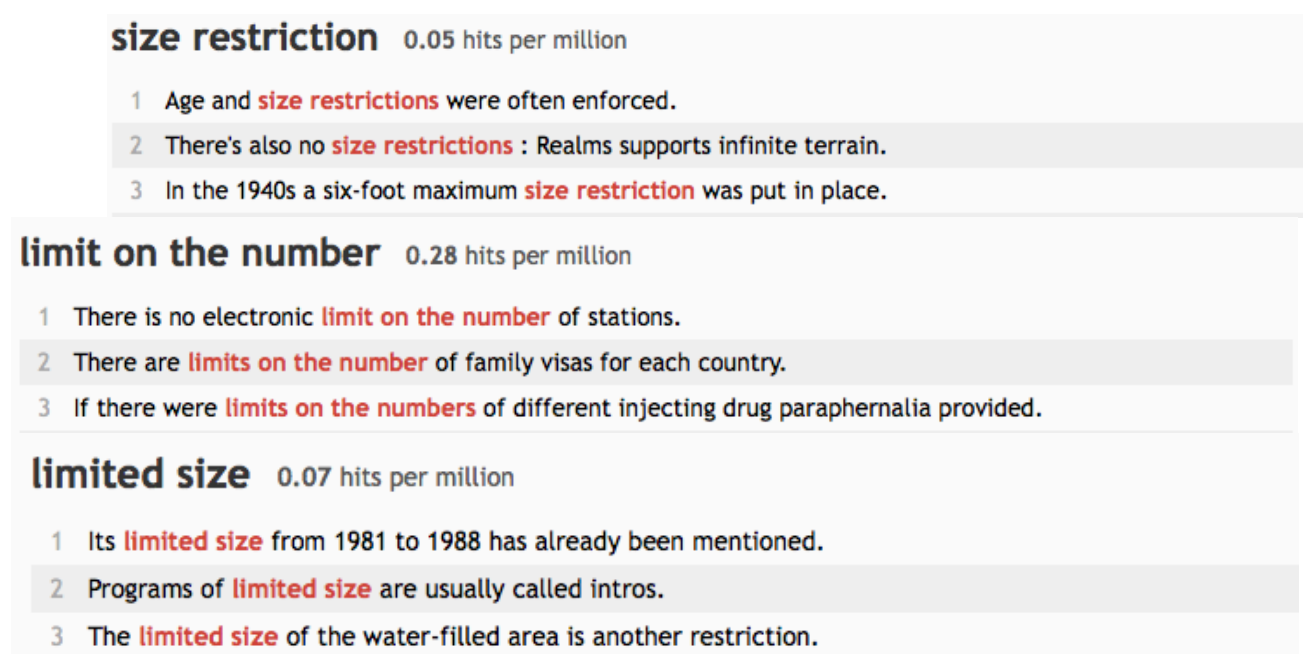 size restriction 0.05 hits per million
1 Age and size restrictions were often enforced.
2 There's also no size restrictions : Realms supports infinite terrain.
3 In the 1940s a six-foot maximum size restriction was put in place.
limit on the number 0.28 hits per million
1 There is no electronic limit on the number of stations.
2 There are limits on the number of family visas for each country.
3 If there were limits on the numbers of different injecting drug paraphernalia provided.
limited size 0.07 hits per million
1 Its limited size from 1981 to 1988 has already been mentioned.
2 Programs of limited size are usually called intros.
3 The limited size of the water-filled area is another restriction.